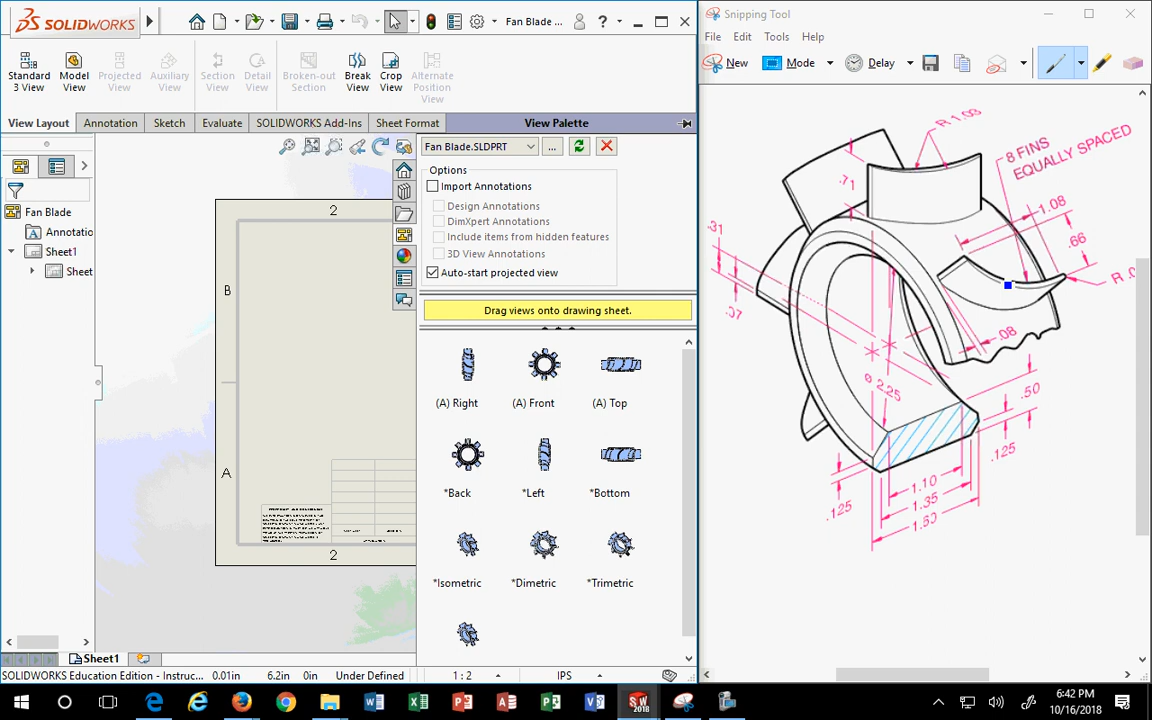 SOLIDWORKS
Fan Blade ...
Standard 3 View
Model View
Projected View
Auxiliary View
Section View
Detail View
Broken-out Section
Break View
Crop View
Alternate Position View
View Layout
Annotation
Sketch
Evaluate
SOLIDWORKS Add-Ins
Sheet Format
View Palette
Fan Blade
Annotatio
Sheet1
Sheet
2
B
A
2
Fan Blade.SLDPRT
...
Options
Import Annotations
Design Annotations
DimXpert Annotations
Include items from hidden features
3D View Annotations
Auto-start projected view
Drag views onto drawing sheet.
(A) Right
(A) Front
(A) Top
*Back
*Left
*Bottom
*Isometric
*Dimetric
*Trimetric
Sheet1
SOLIDWORKS Education Edition - Instruc...
0.01in
6.2in
0in
Under Defined
1 : 2
IPS
Snipping Tool
File
Edit
Tools
Help
New
Mode
Delay
8 FINS
EQUALLY SPACED
.71
1.08
.66
.31
.07
.08
ø 2.25
.50
.125
1.10
1.35
.125
6:42 PM
10/16/2018